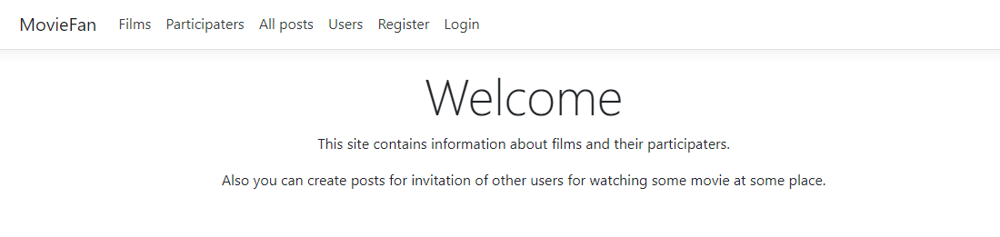 MovieFan Films Participaters All posts Users Register Login
Welcome
This site contains information about films and their participaters.
Also you can create posts for invitation of other users for watching some movie at some place.